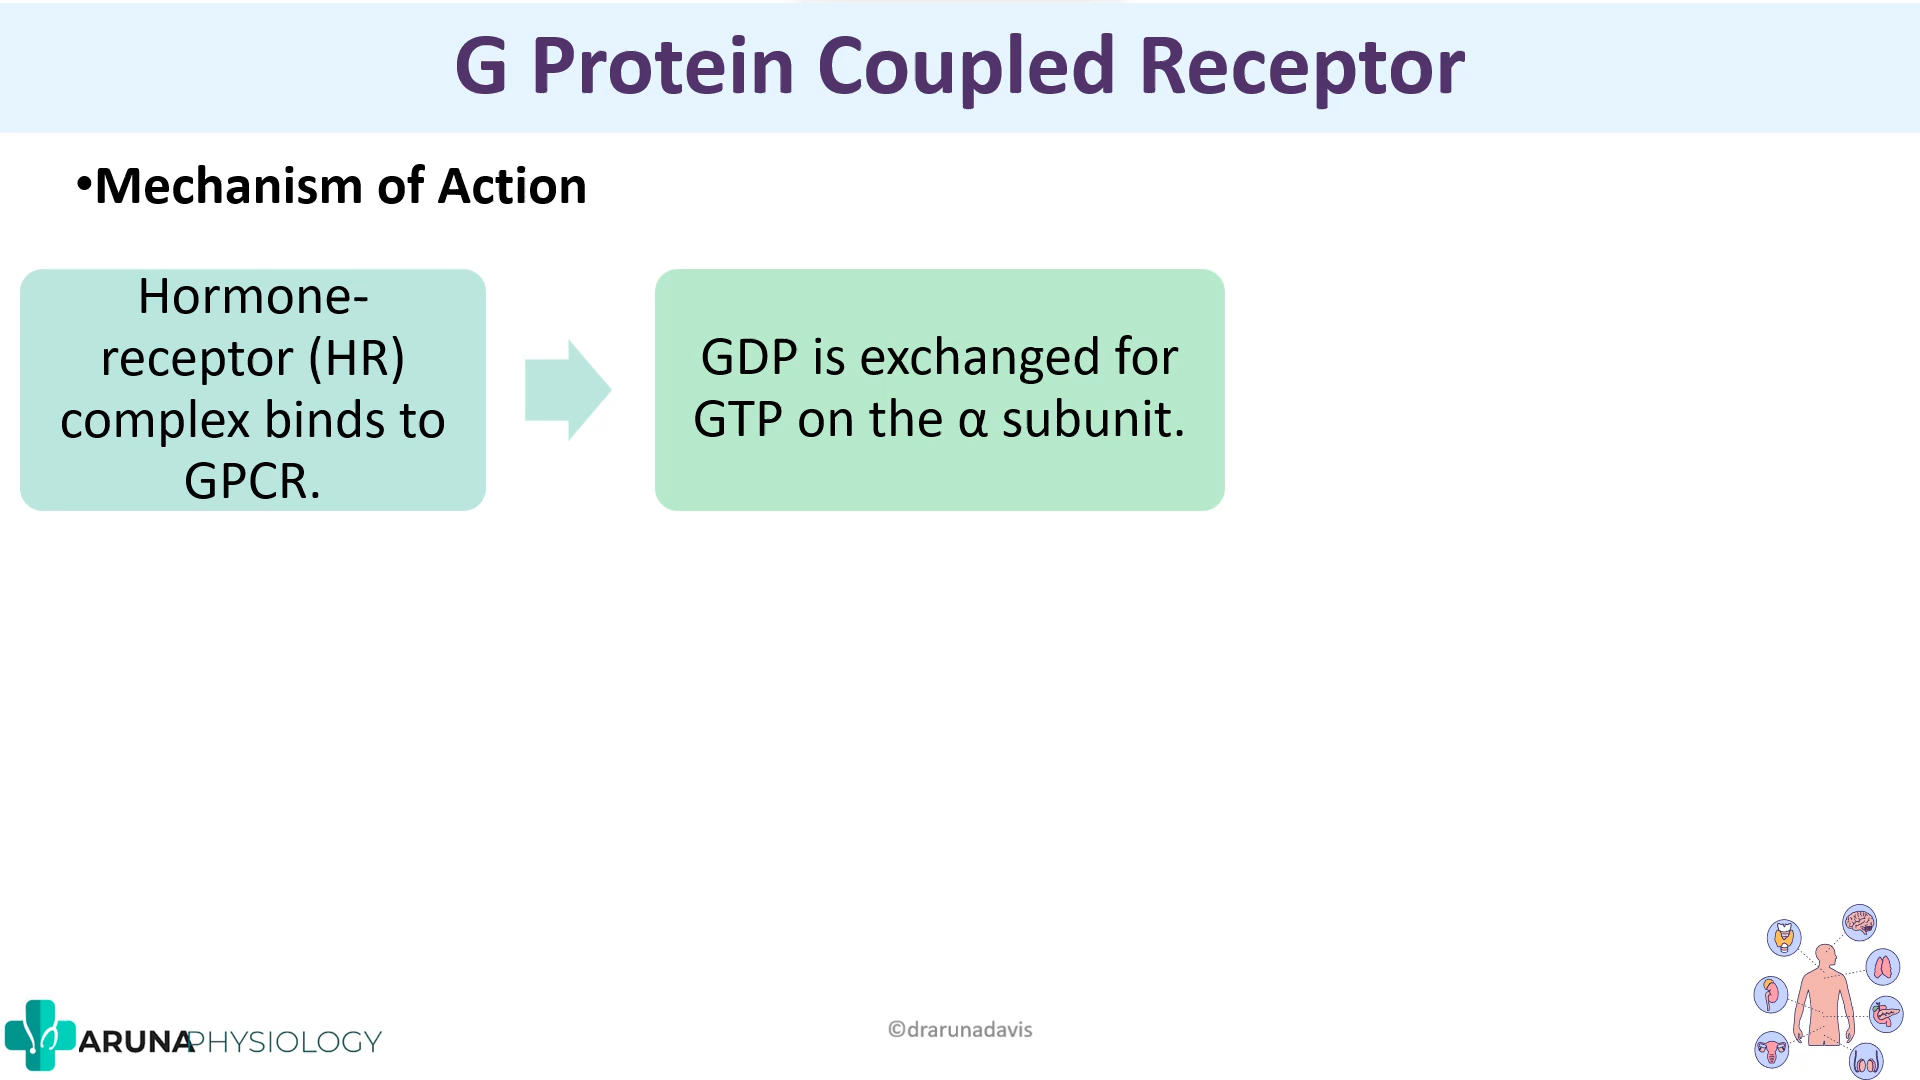 G Protein Coupled Receptor
•Mechanism of Action
Hormone-
receptor (HR)
complex binds to
GPCR.
GDP is exchanged for
GTP on the α subunit.
ARUNAPHYSIOLOGY
©drarunadavis